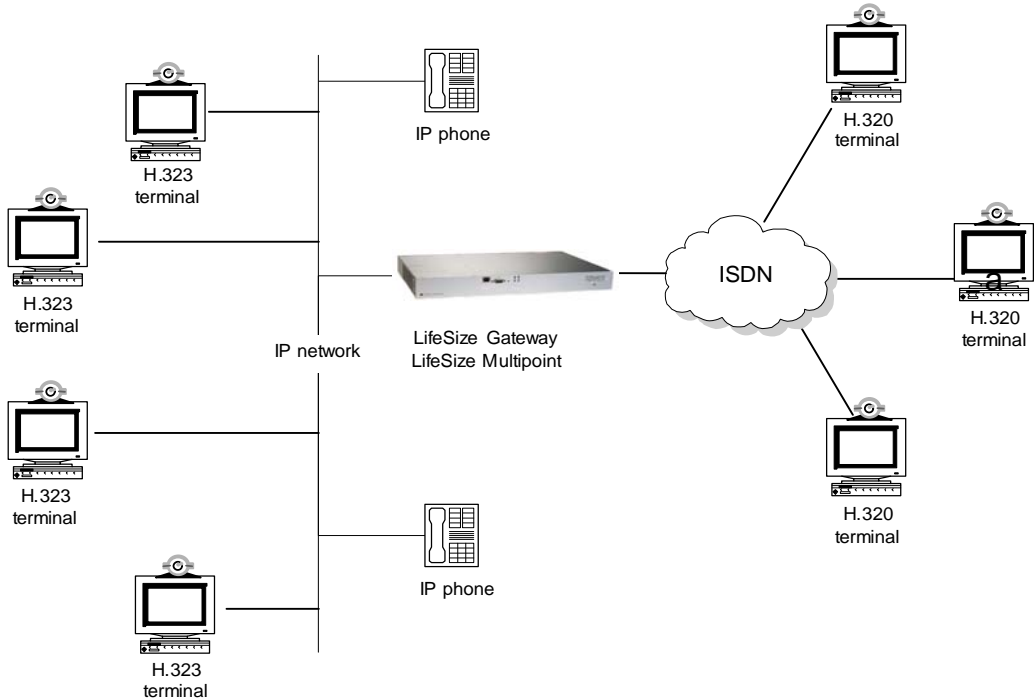 IP phone
H.323
terminal
H.320
terminal
H.323
terminal
ISDN
a
H.320
terminal
IP network
LifeSize Gateway
LifeSize Multipoint
H.323
terminal
H.320
terminal
IP phone
H.323
terminal